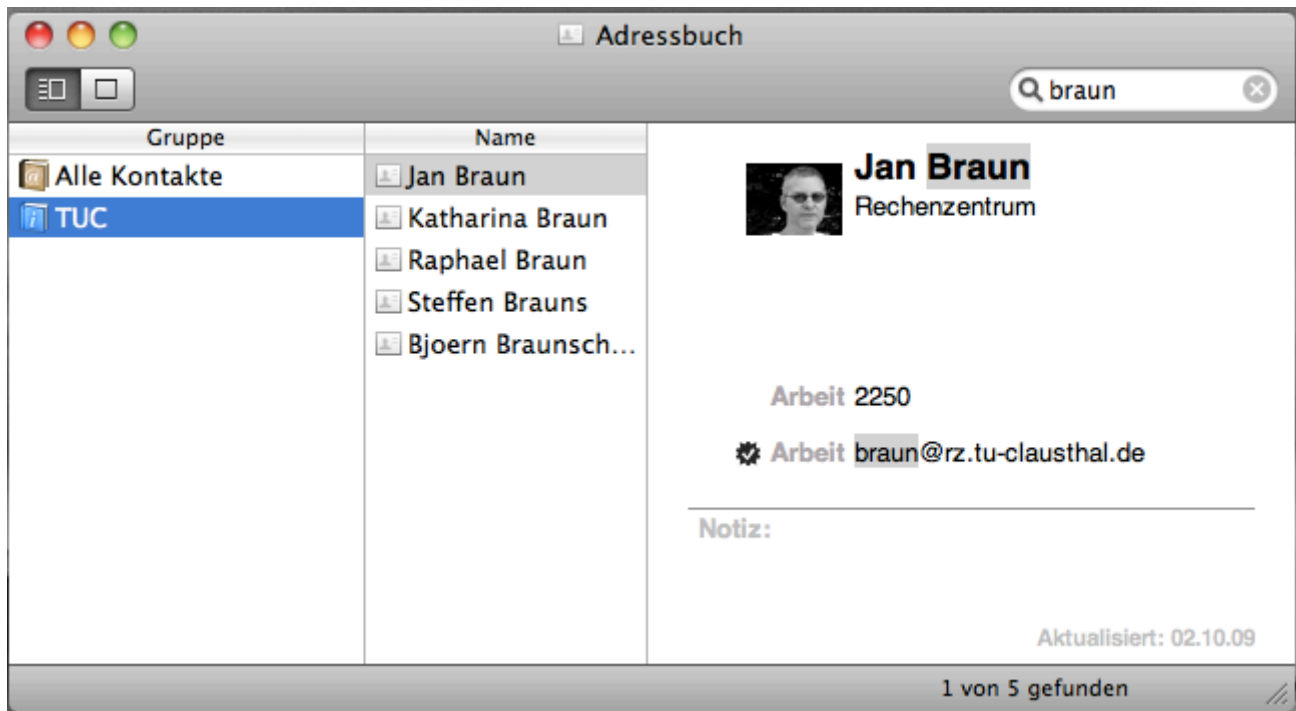 Adressbuch
braun
Gruppe
Name
Alle Kontakte
TUC
Jan Braun
Katharina Braun
Raphael Braun
Steffen Brauns
Bjoern Braunsch...
Jan Braun
Rechenzentrum
Arbeit 2250
Arbeit braun@rz.tu-clausthal.de
Notiz:
Aktualisiert: 02.10.09
1 von 5 gefunden